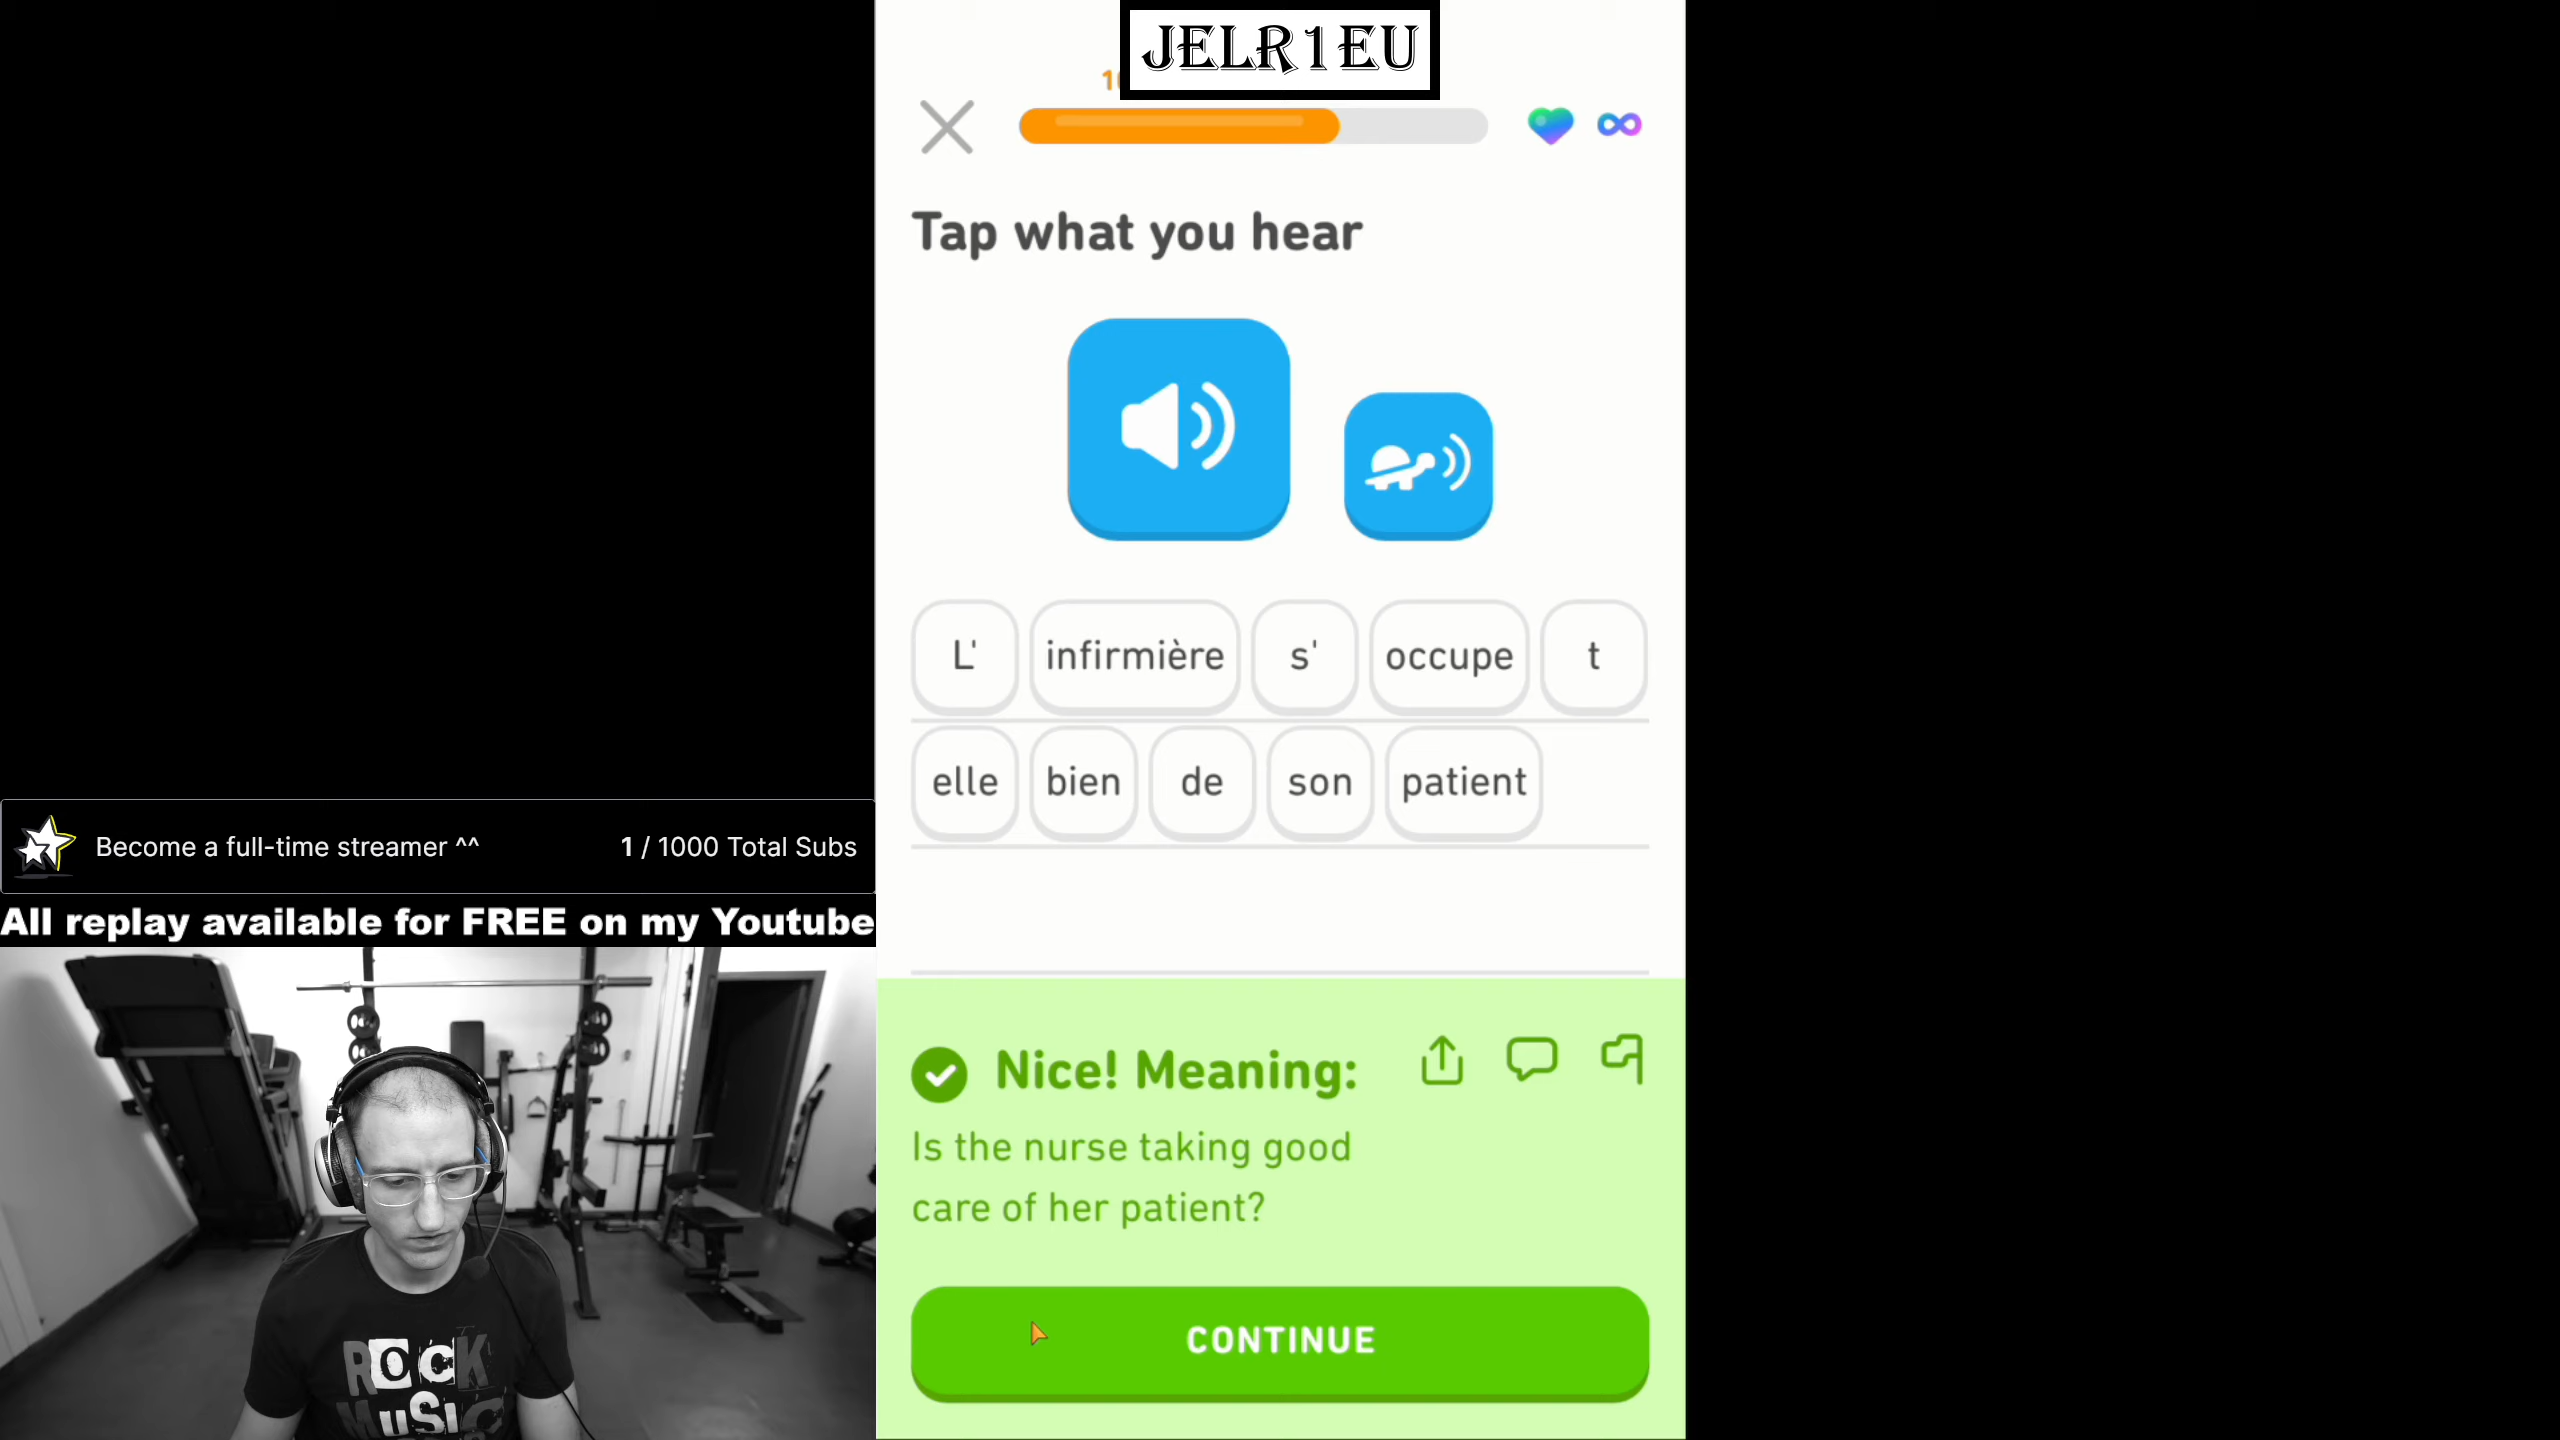 JELR1EU
Tap what you hear
L' infirmière s' occupe t
elle bien de son patient
Nice! Meaning:
Is the nurse taking good
care of her patient?
CONTINUE
Become a full-time streamer ^^ 1 / 1000 Total Subs
All replay available for FREE on my Youtube
ROCK
MUSIC